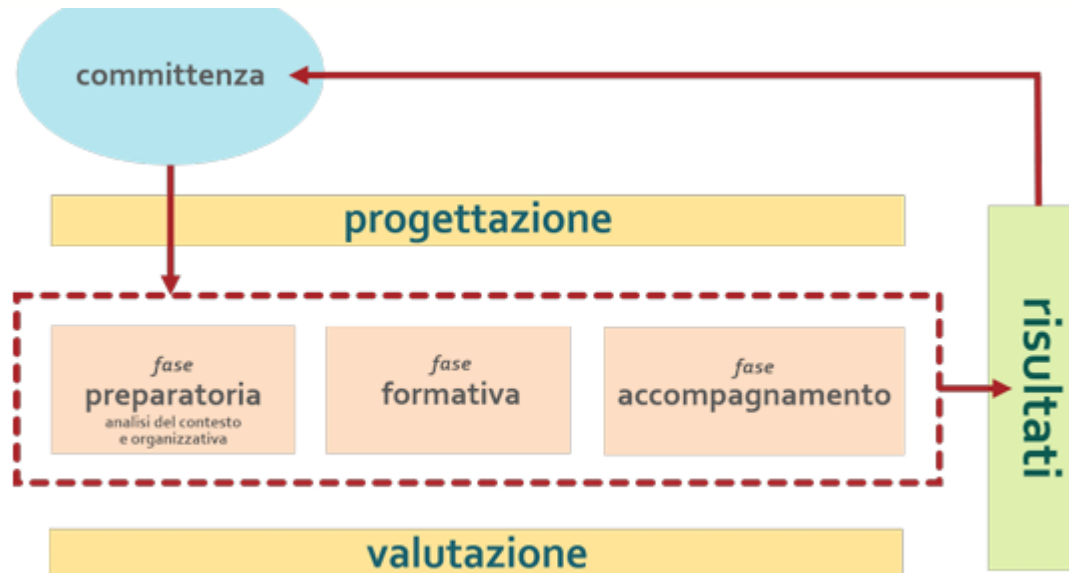 committenza
progettazione
fase
preparatoria
analisi del contesto
e organizzativa
fase
formativa
fase
accompagnamento
risultati
valutazione